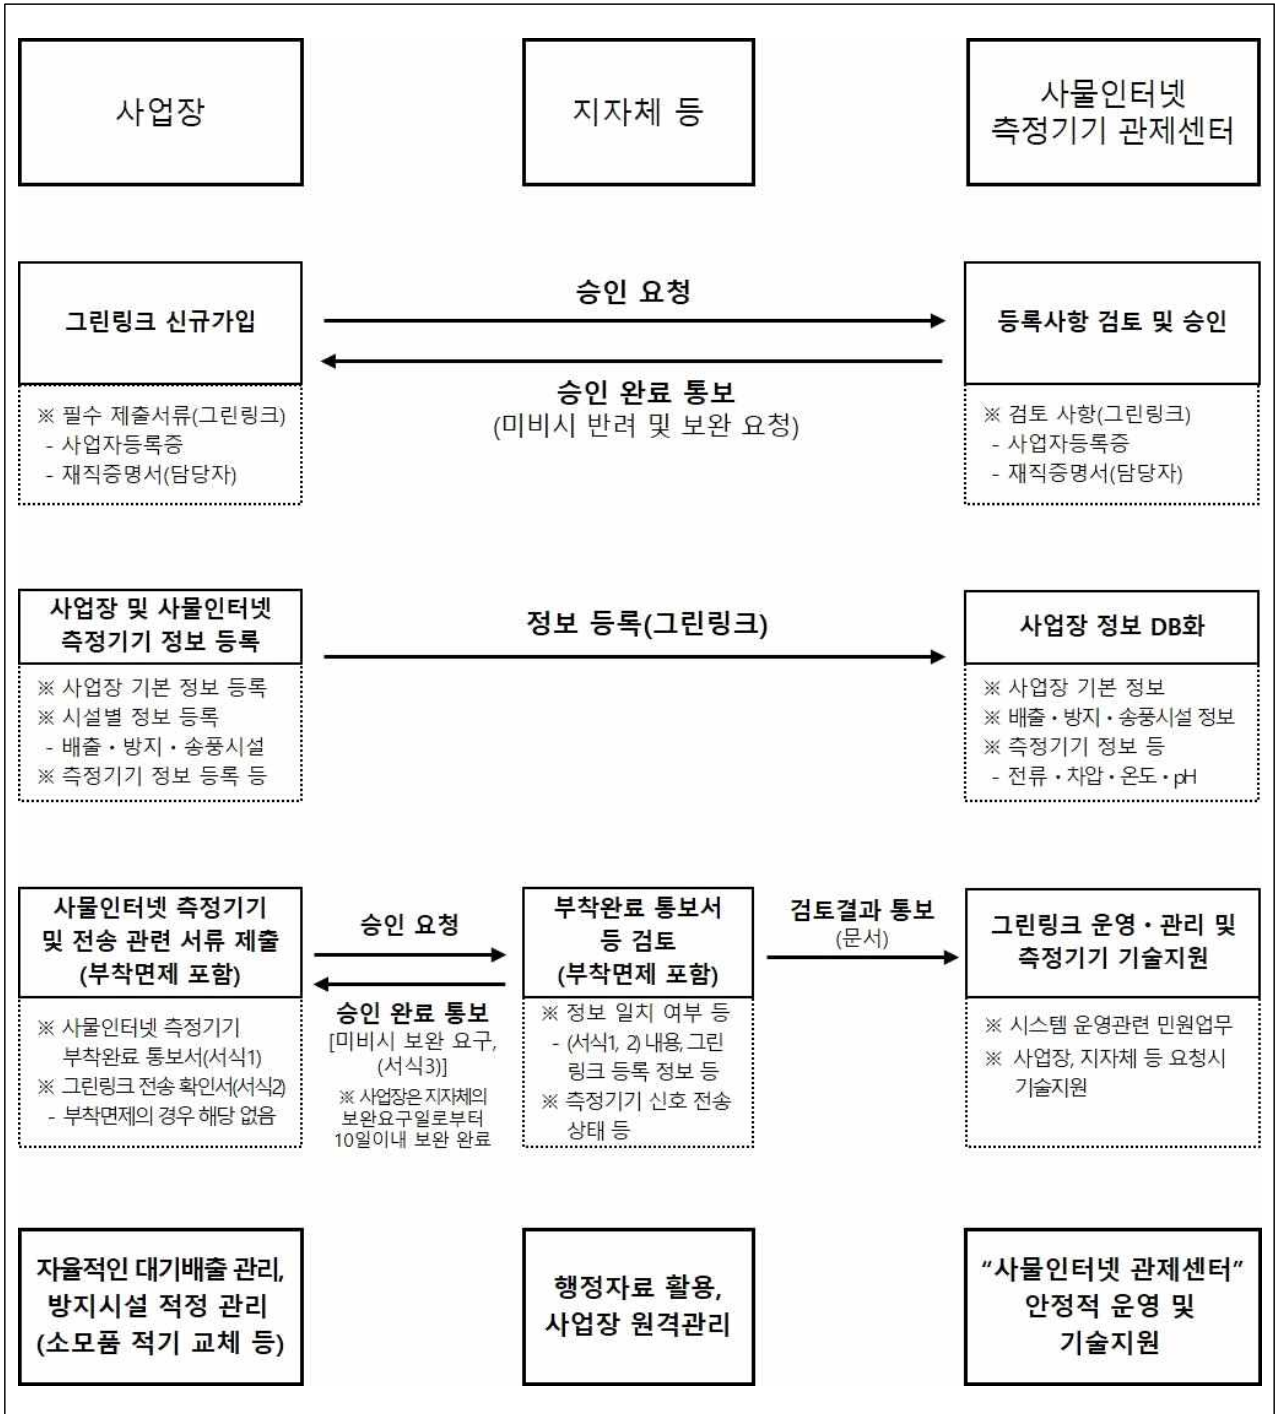 사업장
지자체 등
사물인터넷
측정기기 관제센터
그린링크 신규가입
승인 요청
승인 완료 통보
(미비시 반려 및 보완 요청)
등록사항 검토 및 승인
※ 필수 제출서류(그린링크)
- 사업자등록증
- 재직증명서(담당자)
※ 검토 사항(그린링크)
- 사업자등록증
- 재직증명서(담당자)
사업장 및 사물인터넷
측정기기 정보 등록
정보 등록(그린링크)
사업장 정보 DB화
※ 사업장 기본 정보 등록
※ 시설별 정보 등록
- 배출・방지・송풍시설
※ 측정기기 정보 등록 등
※ 사업장 기본 정보
※ 배출・방지・송풍시설 정보
※ 측정기기 정보 등
- 전류・차압・온도・pH
사물인터넷 측정기기
및 전송 관련 서류 제출
(부착면제 포함)
※ 사물인터넷 측정기기
부착완료 통보서(서식1)
※ 그린링크 전송 확인서(서식2)
- 부착면제의 경우 해당 없음
승인 요청
승인 완료 통보
[미비시 보완 요구,
(서식3)]
※ 사업장은 지자체의
보완요구일로부터
10일이내 보완 완료
부착완료 통보서
등 검토
(부착면제 포함)
※ 정보 일치 여부 등
- (서식1, 2) 내용, 그린
링크 등록 정보 등
※ 측정기기 신호 전송
상태 등
검토결과 통보
(문서)
그린링크 운영・관리 및
측정기기 기술지원
※ 시스템 운영관련 민원업무
※ 사업장, 지자체 등 요청시
기술지원
자율적인 대기배출 관리,
방지시설 적정 관리
(소모품 적기 교체 등)
행정자료 활용,
사업장 원격관리
“사물인터넷 관제센터”
안정적 운영 및
기술지원